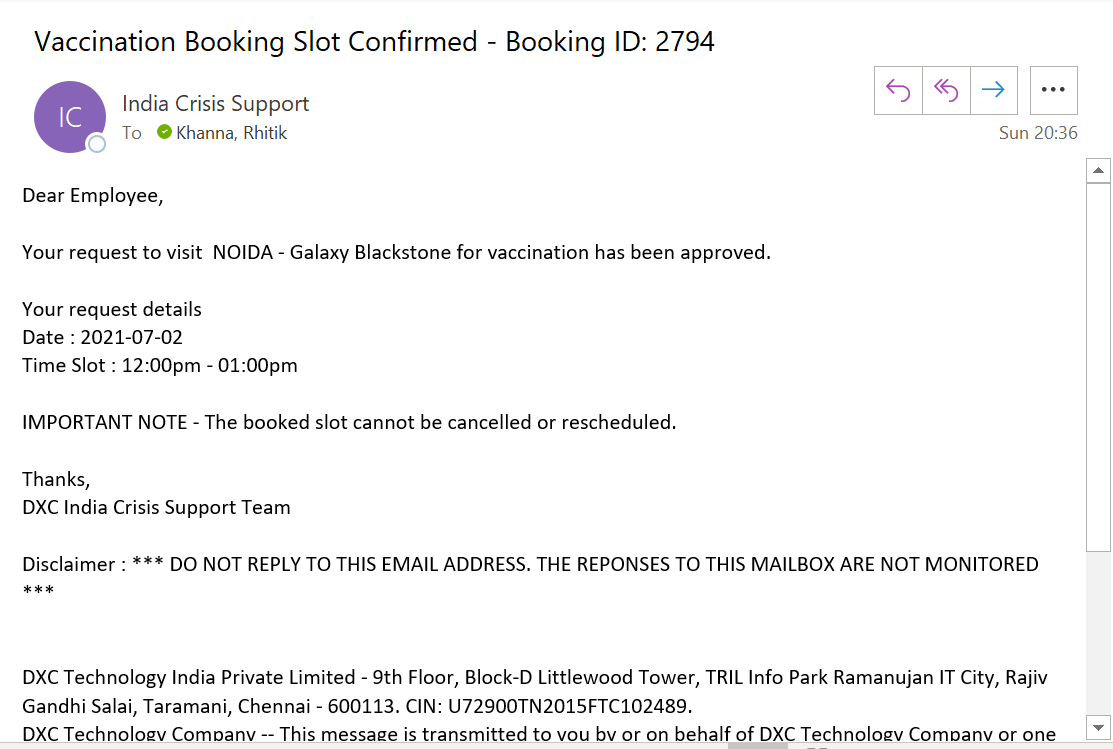 Vaccination Booking Slot Confirmed - Booking ID: 2794
IC
India Crisis Support
To Khanna, Rhitik
Sun 20:36
Dear Employee,
Your request to visit  NOIDA - Galaxy Blackstone for vaccination has been approved.
Your request details
Date : 2021-07-02
Time Slot : 12:00pm - 01:00pm
IMPORTANT NOTE - The booked slot cannot be cancelled or rescheduled.
Thanks,
DXC India Crisis Support Team
Disclaimer : *** DO NOT REPLY TO THIS EMAIL ADDRESS. THE REPONSES TO THIS MAILBOX ARE NOT MONITORED
***
DXC Technology India Private Limited - 9th Floor, Block-D Littlewood Tower, TRIL Info Park Ramanujan IT City, Rajiv
Gandhi Salai, Taramani, Chennai - 600113. CIN: U72900TN2015FTC102489.
DXC Technology Company -- This message is transmitted to you by or on behalf of DXC Technology Company or one